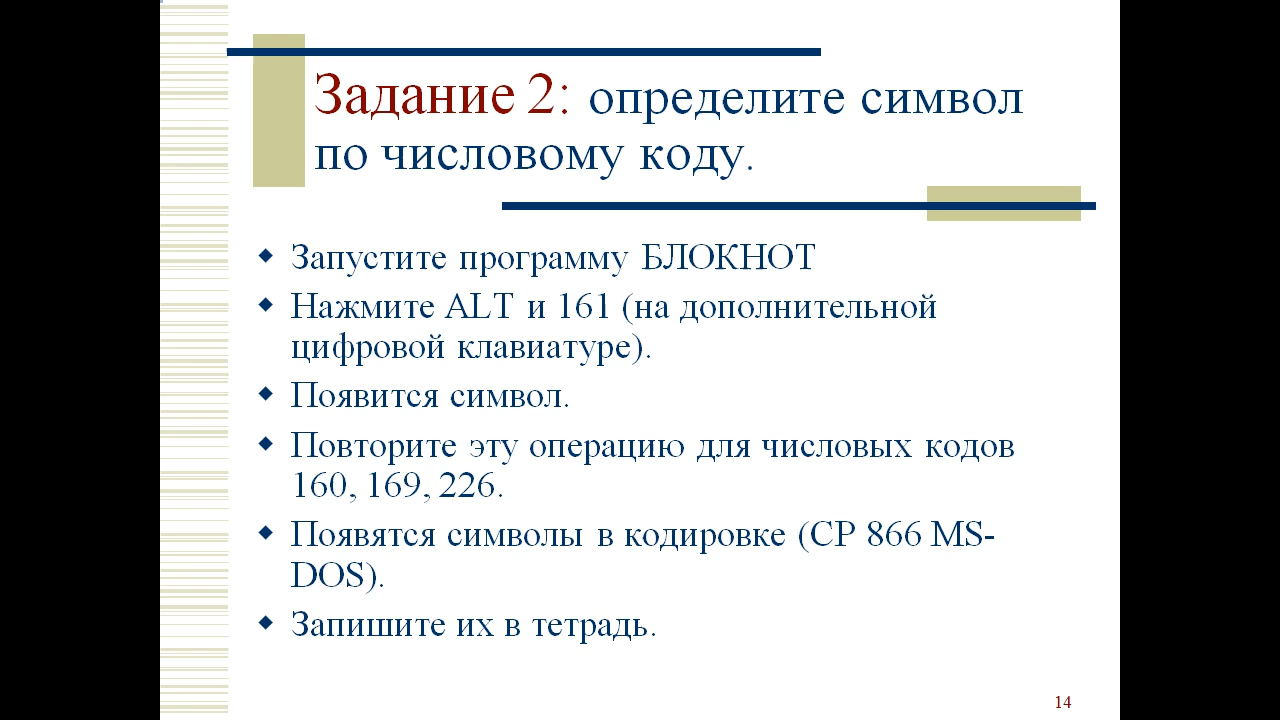 Задание 2: определите символ
по числовому коду.
Запустите программу БЛОКНОТ
Нажмите ALT и 161 (на дополнительной
цифровой клавиатуре).
Появится символ.
Повторите эту операцию для числовых кодов
160, 169, 226.
Появятся символы в кодировке (CP 866 MS-
DOS).
Запишите их в тетрадь.
14